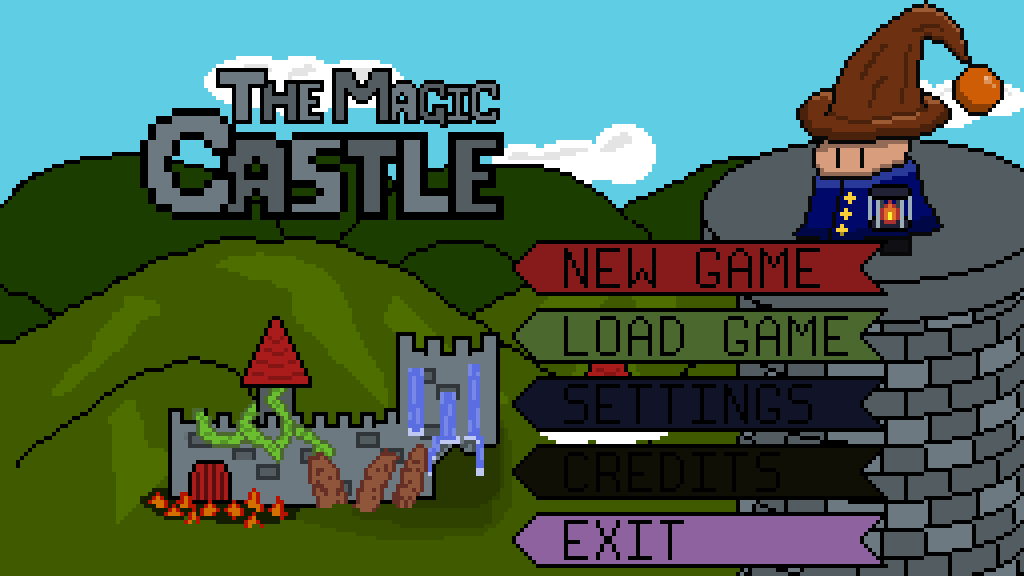 The Magic
Castle
NEW GAME
LOAD GAME
SETTINGS
CREDITS
EXIT